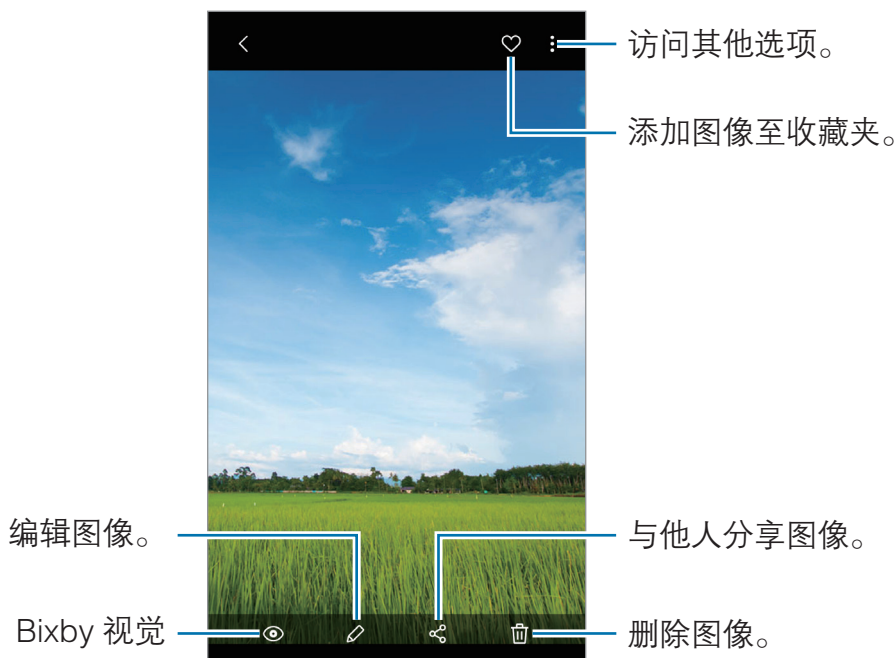 访问其他选项。
添加图像至收藏夹。
编辑图像。
与他人分享图像。
Bixby 视觉
删除图像。